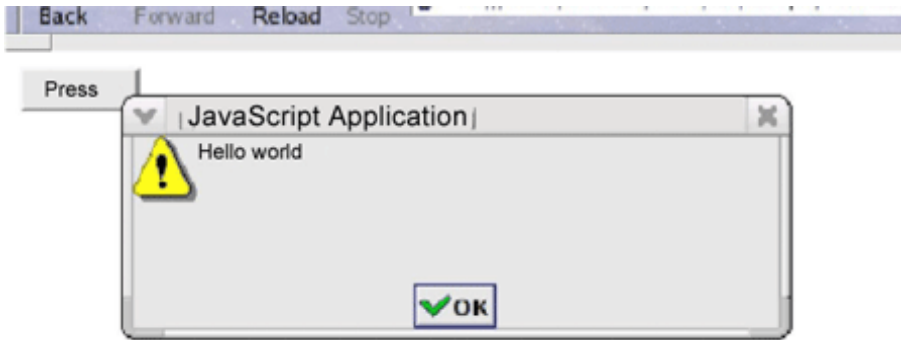 Back Forward Reload Stop
Press
JavaScript Application
Hello world
OK